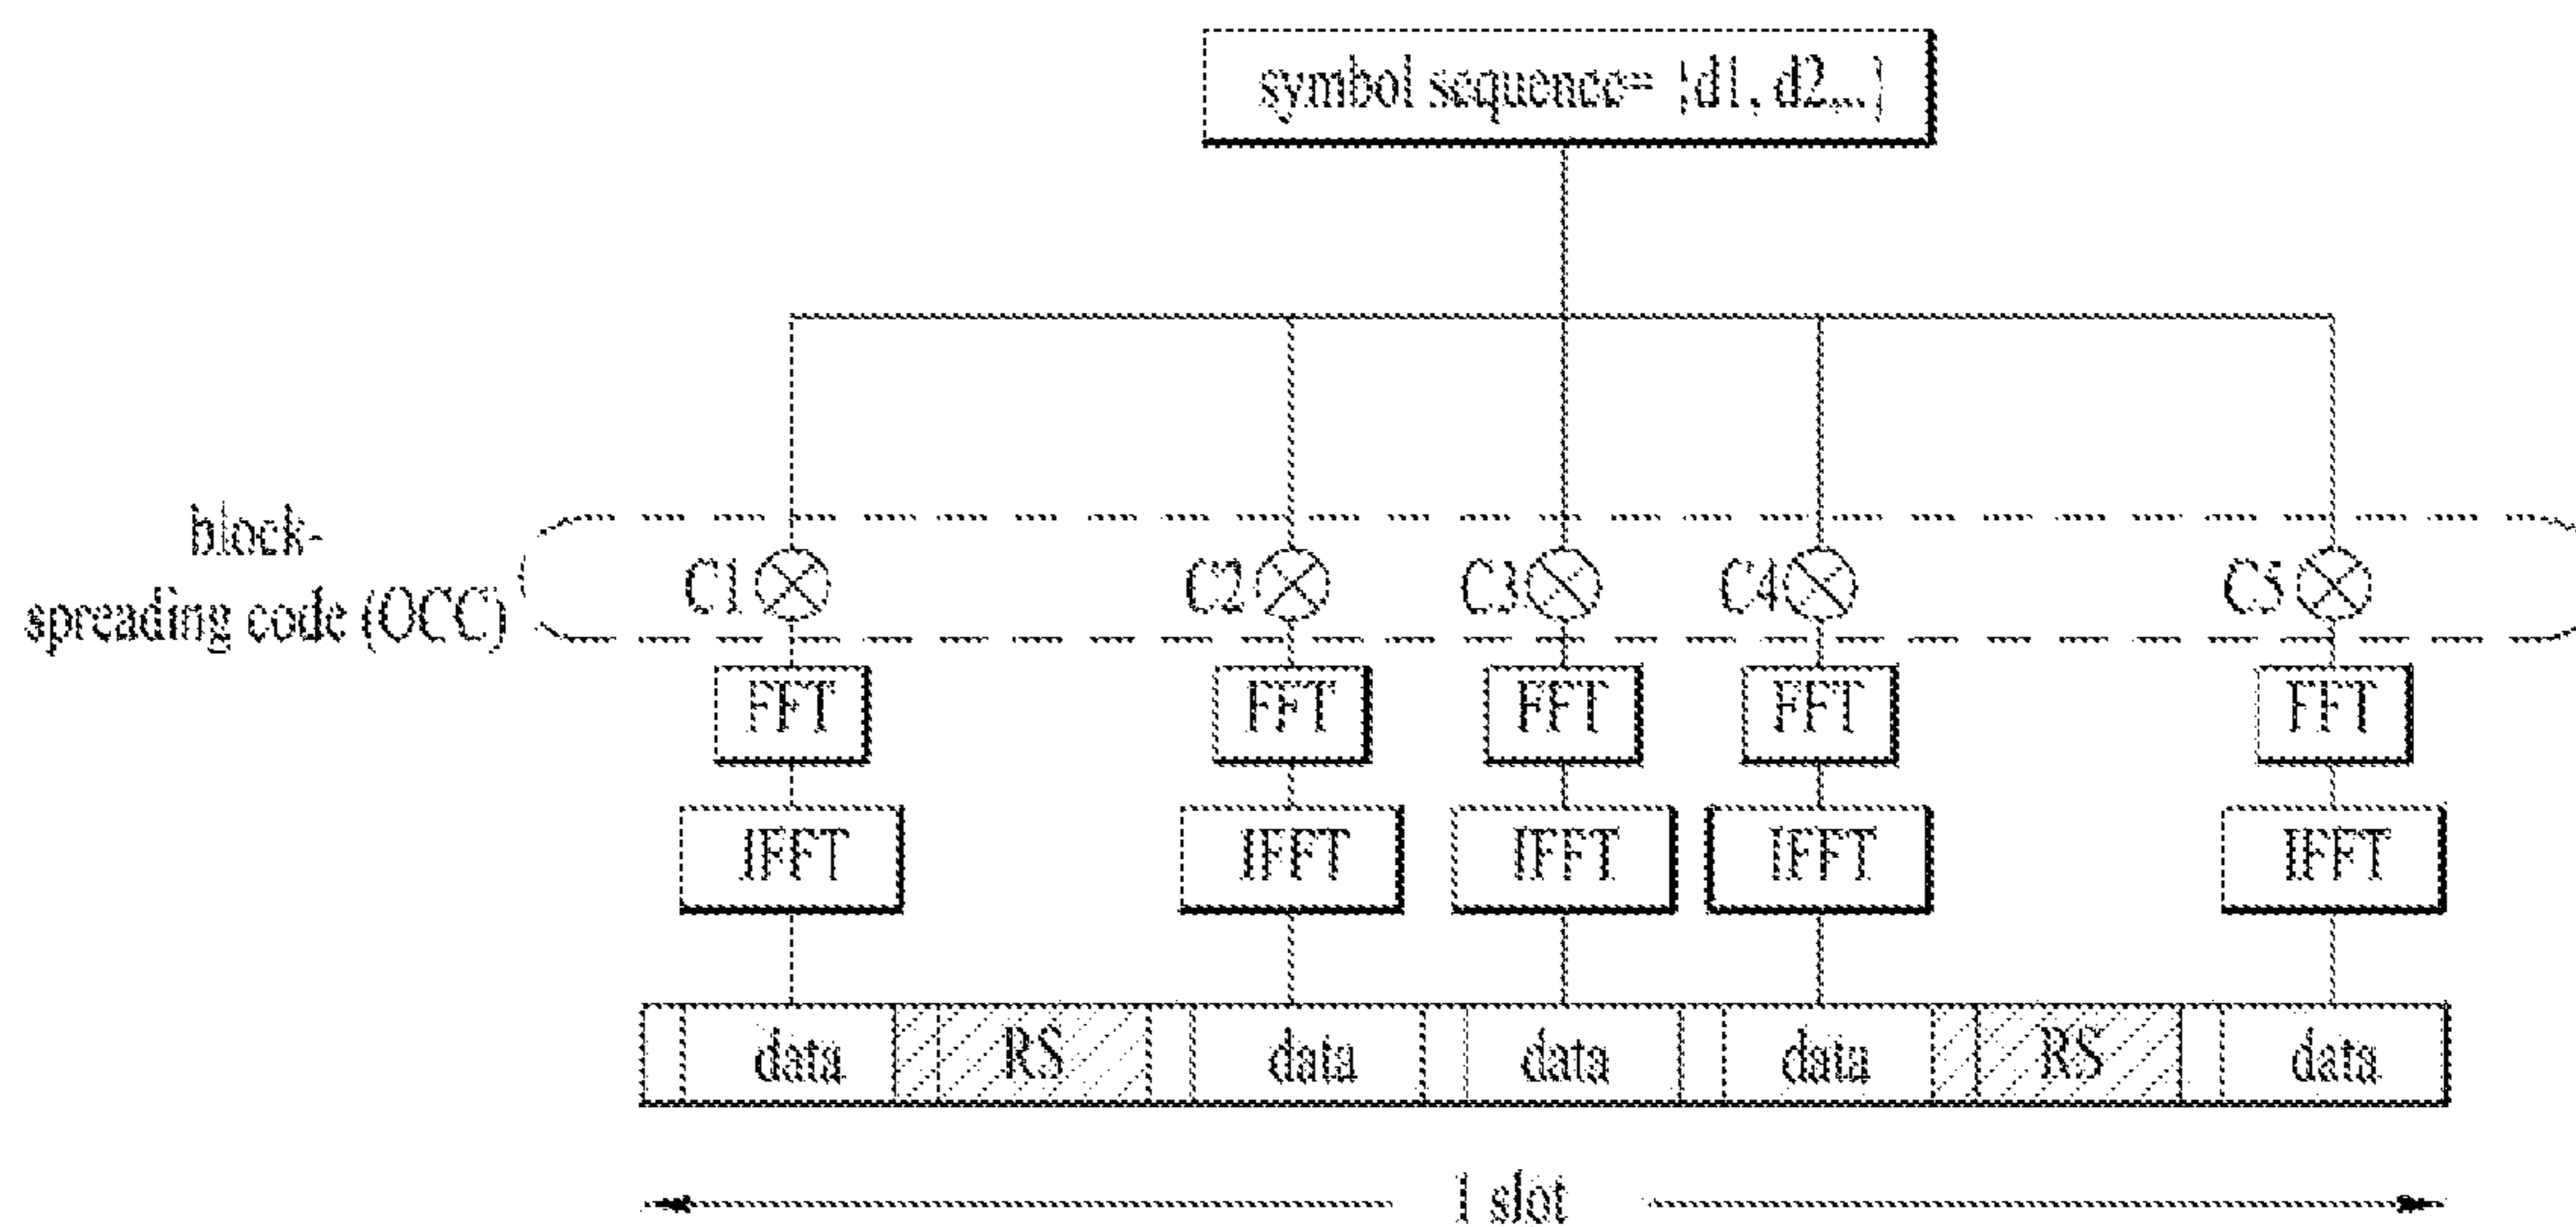 symbol sequence= {d1, d2,..}
block-
spreading code (OCC)
C1 C2 C3 C4 C5
FFT FFT FFT FFT FFT
IFFT IFFT IFFT IFFT IFFT
data RS data data data RS data
1 slot